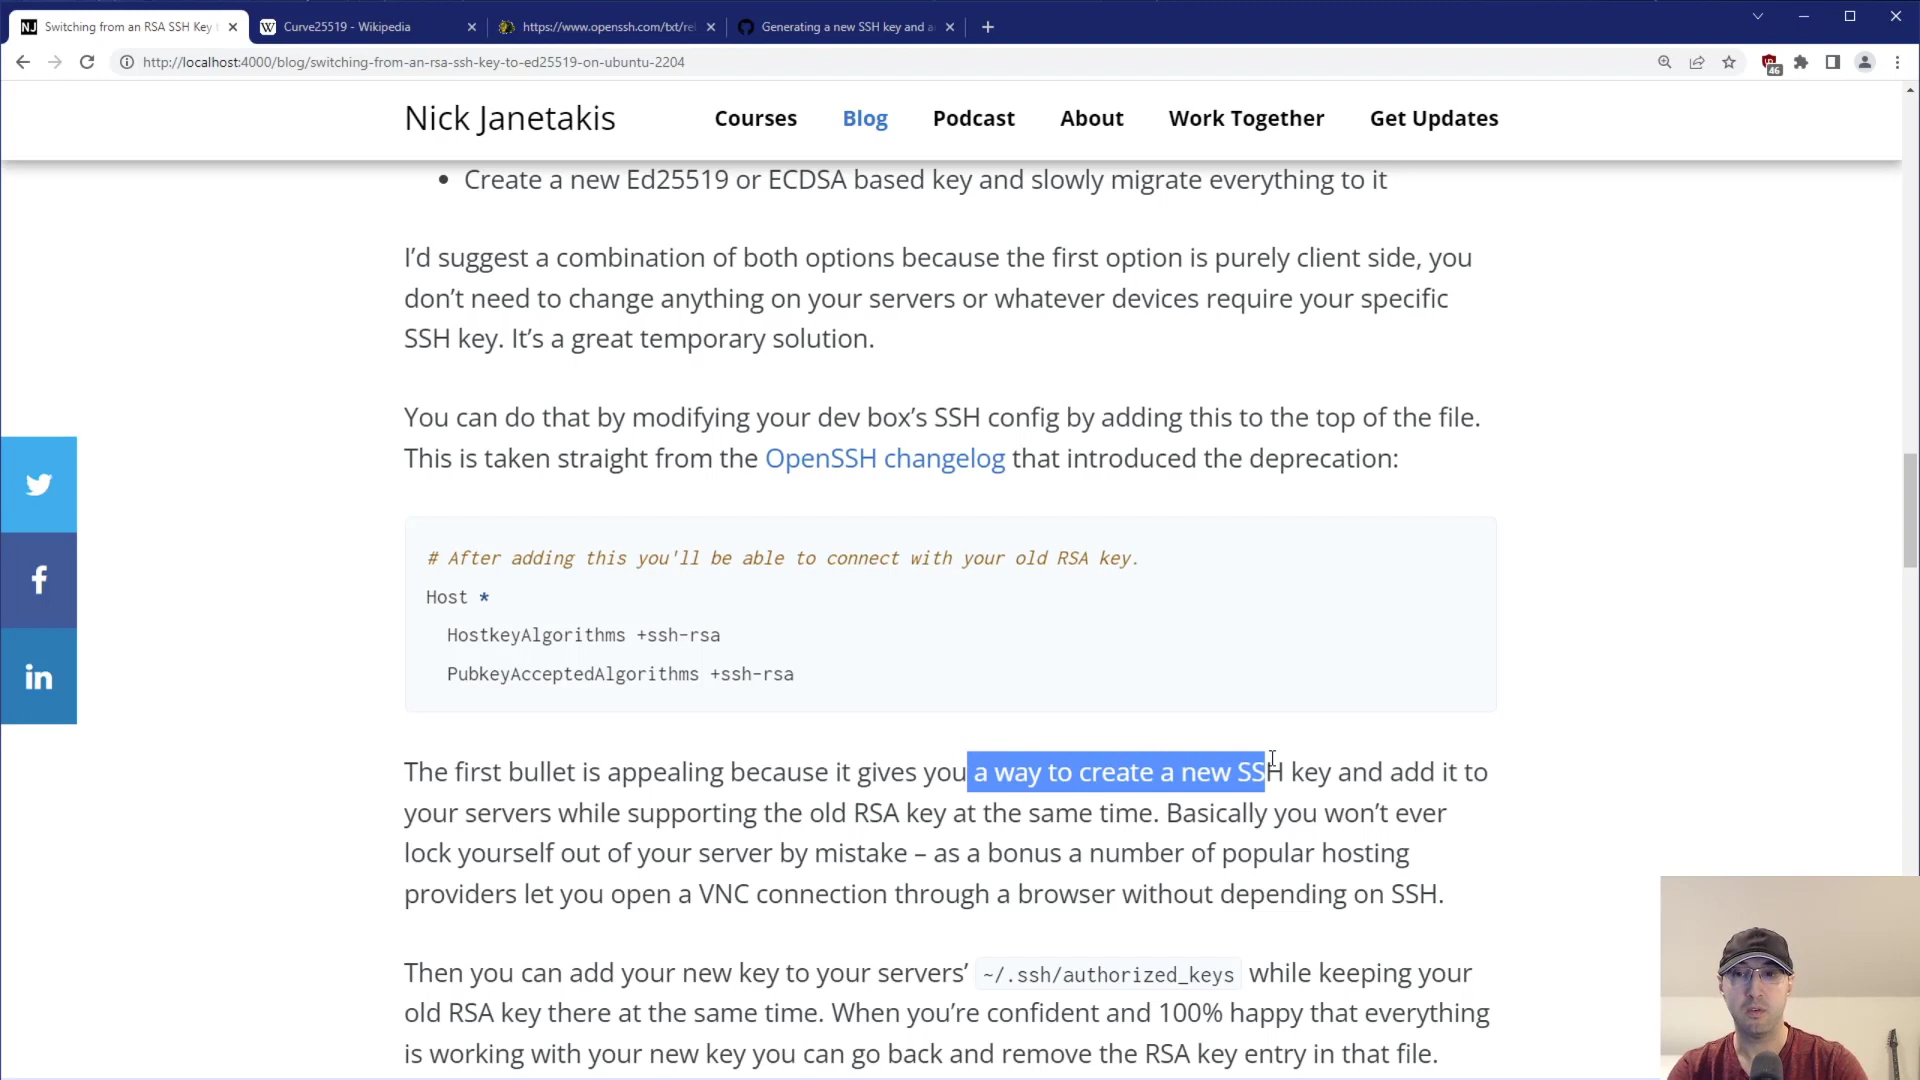 NJ Switching from an RSA SSH Key t
W Curve25519 - Wikipedia
https://www.openssh.com/txt/rel
Generating a new SSH key and a
http://localhost:4000/blog/switching-from-an-rsa-ssh-key-to-ed25519-on-ubuntu-2204
46
Nick Janetakis
Courses
Blog
Podcast
About
Work Together
Get Updates
• Create a new Ed25519 or ECDSA based key and slowly migrate everything to it
I'd suggest a combination of both options because the first option is purely client side, you
don't need to change anything on your servers or whatever devices require your specific
SSH key. It's a great temporary solution.
You can do that by modifying your dev box's SSH config by adding this to the top of the file.
This is taken straight from the OpenSSH changelog that introduced the deprecation:
# After adding this you'll be able to connect with your old RSA key.
Host *
HostkeyAlgorithms +ssh-rsa
PubkeyAcceptedAlgorithms +ssh-rsa
The first bullet is appealing because it gives you a way to create a new SSH key and add it to
your servers while supporting the old RSA key at the same time. Basically you won't ever
lock yourself out of your server by mistake – as a bonus a number of popular hosting
providers let you open a VNC connection through a browser without depending on SSH.
Then you can add your new key to your servers' ~/.ssh/authorized_keys while keeping your
old RSA key there at the same time. When you're confident and 100% happy that everything
is working with your new key you can go back and remove the RSA key entry in that file.